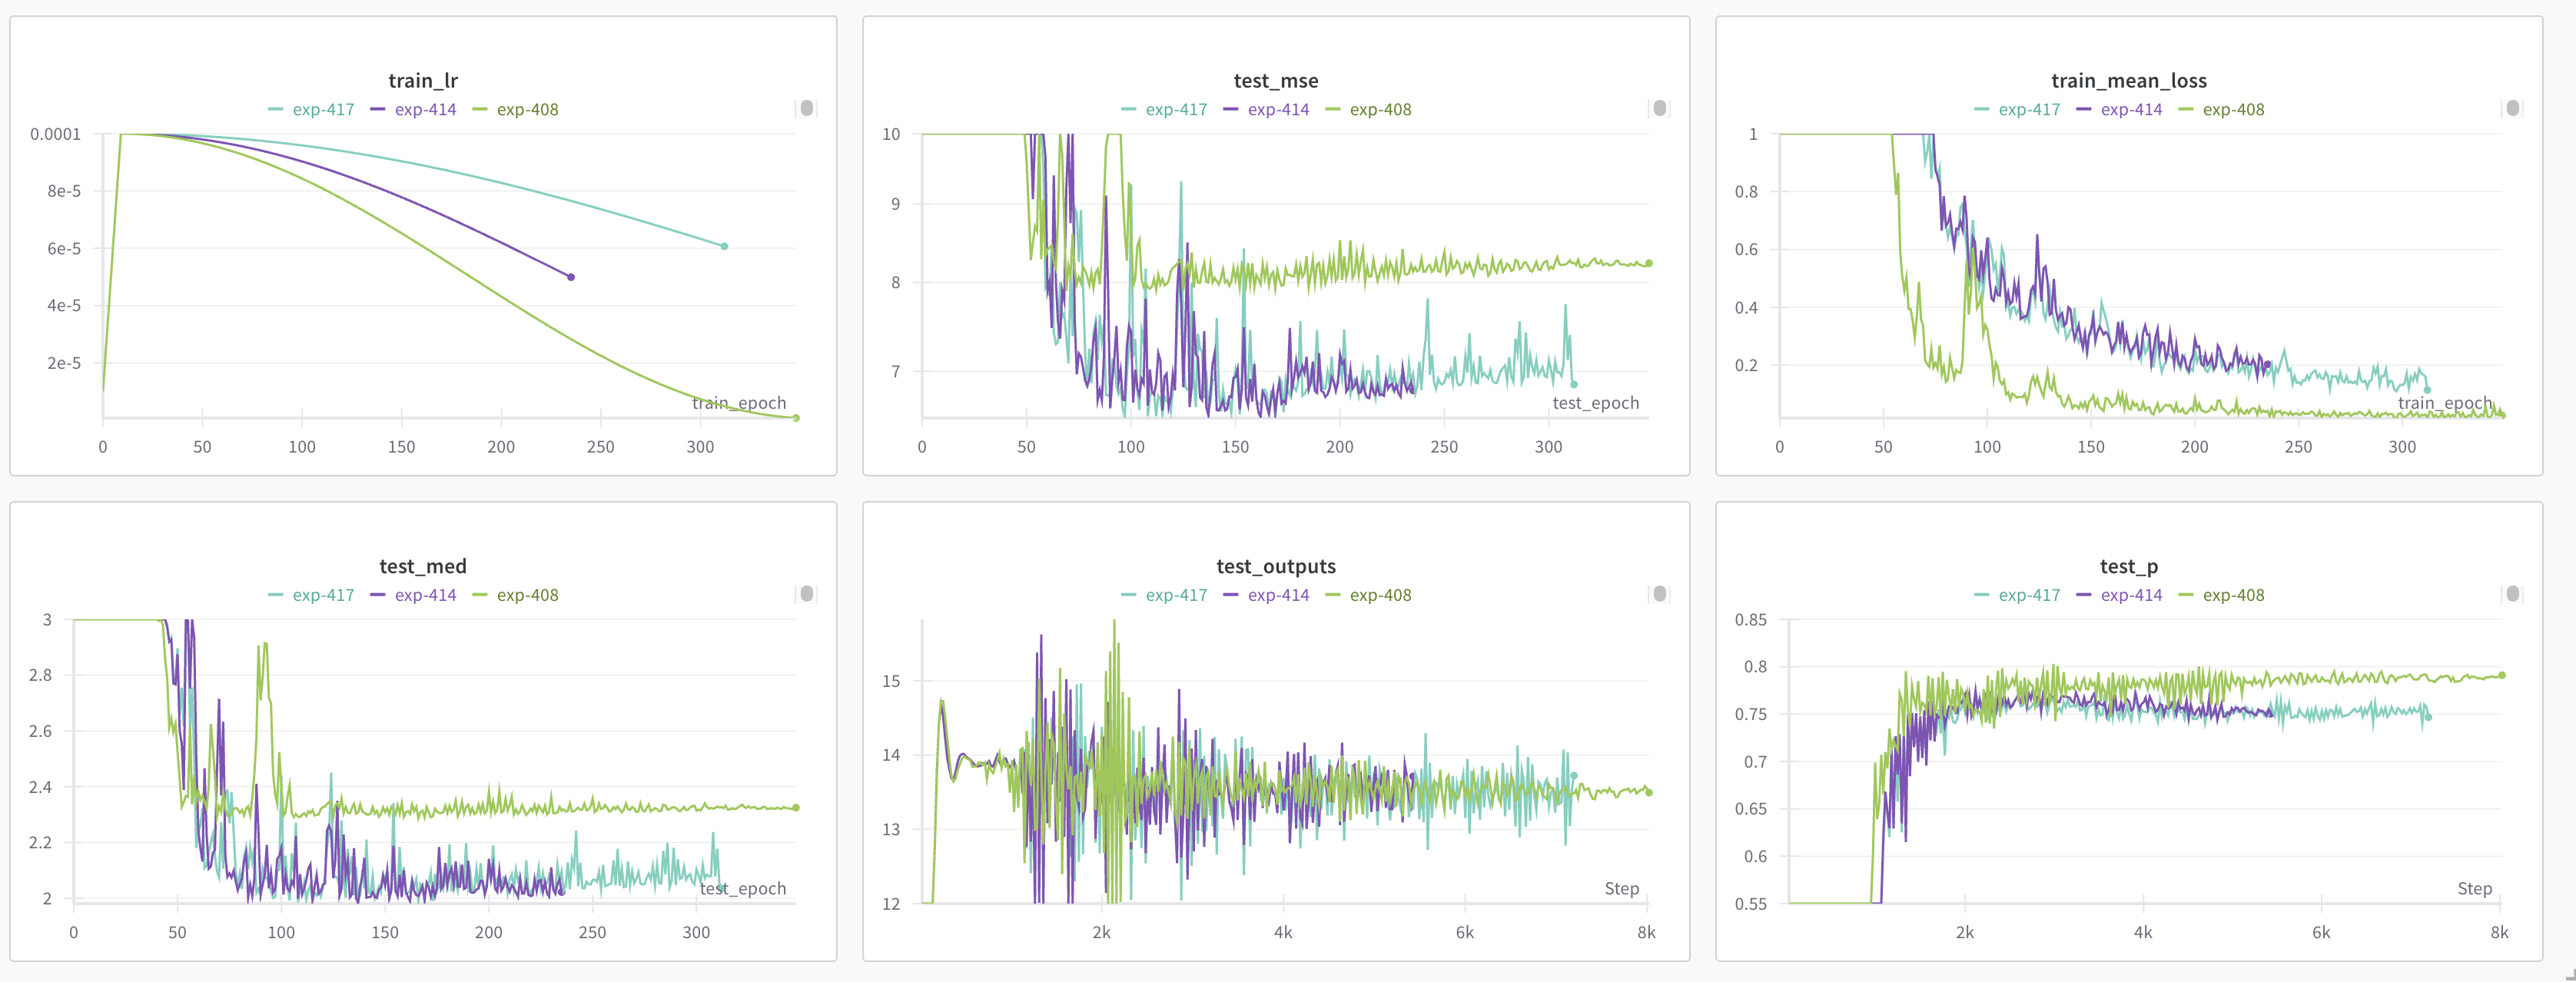 train_lr
exp-417 exp-414 exp-408
0.0001
8e-5
6e-5
4e-5
2e-5
train_epoch
0 50 100 150 200 250 300
test_mse
exp-417 exp-414 exp-408
10
9
8
7
test_epoch
0 50 100 150 200 250 300
train_mean_loss
exp-417 exp-414 exp-408
1
0.8
0.6
0.4
0.2
train_epoch
0 50 100 150 200 250 300
test_med
exp-417 exp-414 exp-408
3
2.8
2.6
2.4
2.2
2
test_epoch
0 50 100 150 200 250 300
test_outputs
exp-417 exp-414 exp-408
15
14
13
12
Step
2k 4k 6k 8k
test_p
exp-417 exp-414 exp-408
0.85
0.8
0.75
0.7
0.65
0.6
0.55
Step
2k 4k 6k 8k